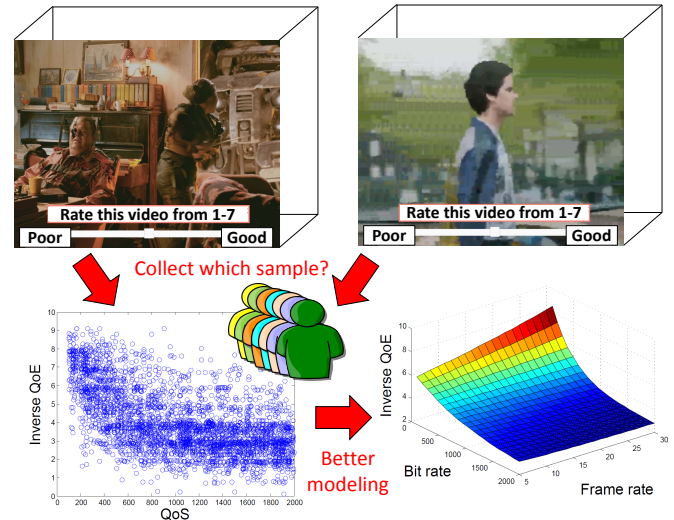 Rate this video from 1-7
Poor
Good
Rate this video from 1-7
Poor
Good
Collect which sample?
10
9
8
7
6
5
4
3
2
1
0
Inverse QoE
0 200 400 600 800 1000 1200 1400 1600 1800 2000
QoS
Better
modeling
10
8
6
4
2
Inverse QoE
0
500
1000
1500
2000
Bit rate
5
10
15
20
25
30
Frame rate